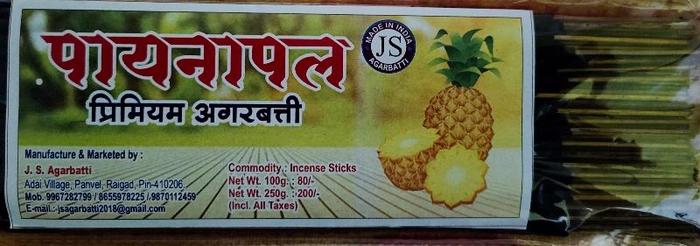 पायनापल
MADE IN INDIA
JS
AGARBATTI
प्रिमियम अगरबत्ती
Manufacture & Marketed by :
J. S. Agarbatti
Adai Village, Panvel, Raigad, Pin-410206.
Mob. 9967282799 / 8655978225 / 9870112459
E-mail : jsagarbatti2018@gmail.com
Commodity : Incense Sticks
Net Wt. 100g. : 80/-
Net Wt. 250g. : 200/-
(Incl. All Taxes)